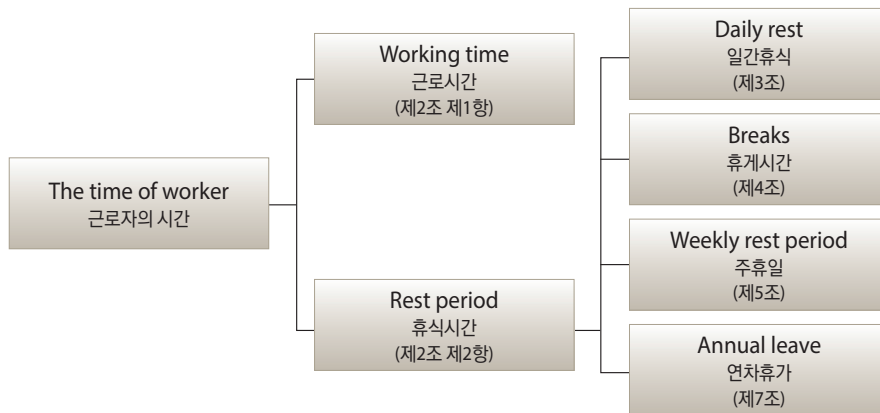 The time of worker
근로자의 시간
Working time
근로시간
(제2조 제1항)
Rest period
휴식시간
(제2조 제2항)
Daily rest
일간휴식
(제3조)
Breaks
휴게시간
(제4조)
Weekly rest period
주휴일
(제5조)
Annual leave
연차휴가
(제7조)